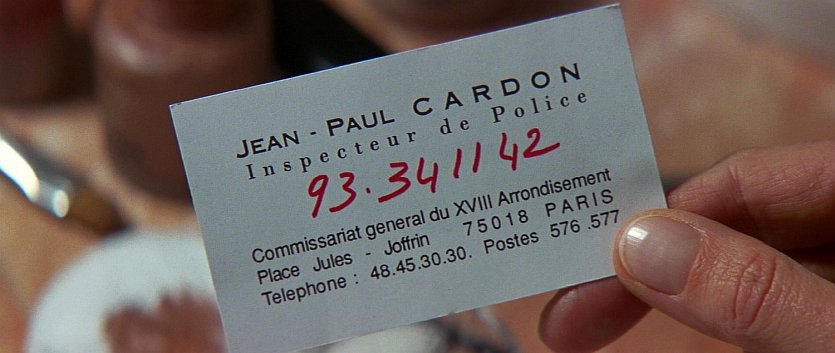 JEAN - PAUL CARDON
Inspecteur de Police
93.341142
Commissariat general du XVIII Arrondisement
Place Jules - Joffrin 75018 PARIS
Telephone : 48.45.30.30. Postes 576 .577